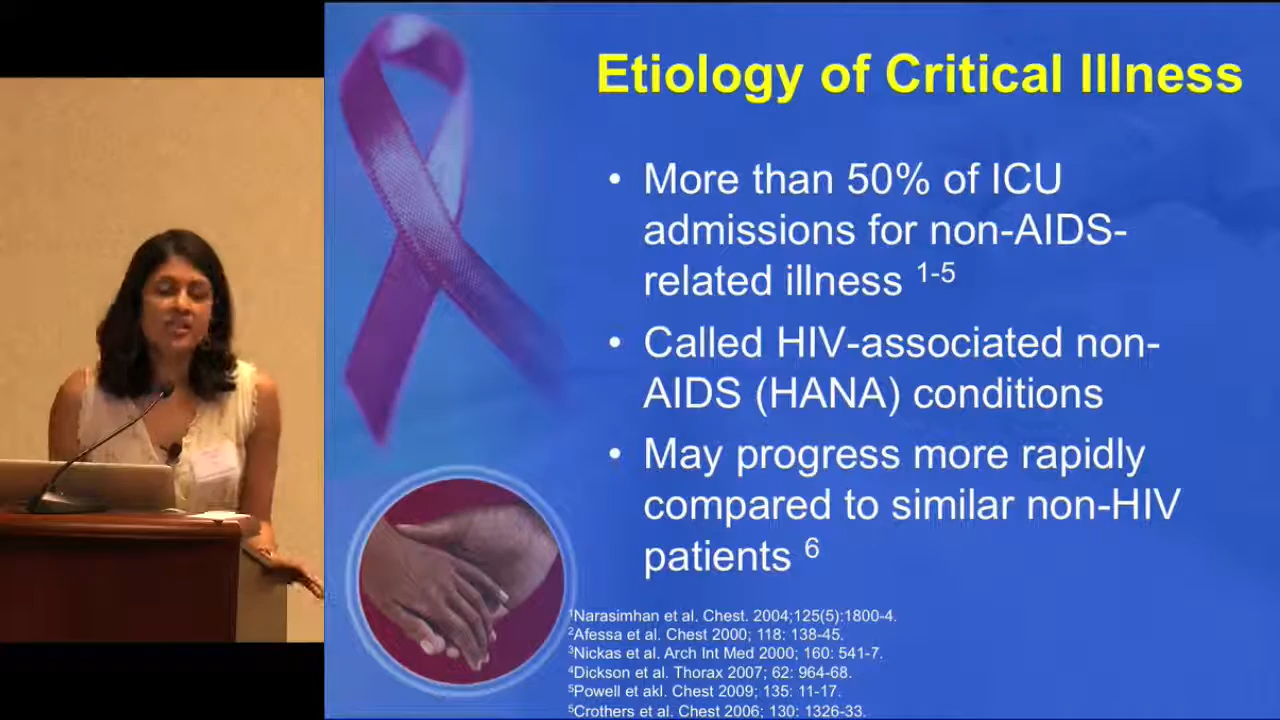 Etiology of Critical Illness
• More than 50% of ICU
admissions for non-AIDS-
related illness 1-5
• Called HIV-associated non-
AIDS (HANA) conditions
• May progress more rapidly
compared to similar non-HIV
patients 6
1Narasimhan et al. Chest. 2004;125(5):1800-4.
2Afessa et al. Chest 2000; 118: 138-45.
3Nickas et al. Arch Int Med 2000; 160: 541-7.
4Dickson et al. Thorax 2007; 62: 964-68.
5Powell et akl. Chest 2009; 135: 11-17.
5Crothers et al. Chest 2006; 130: 1326-33.